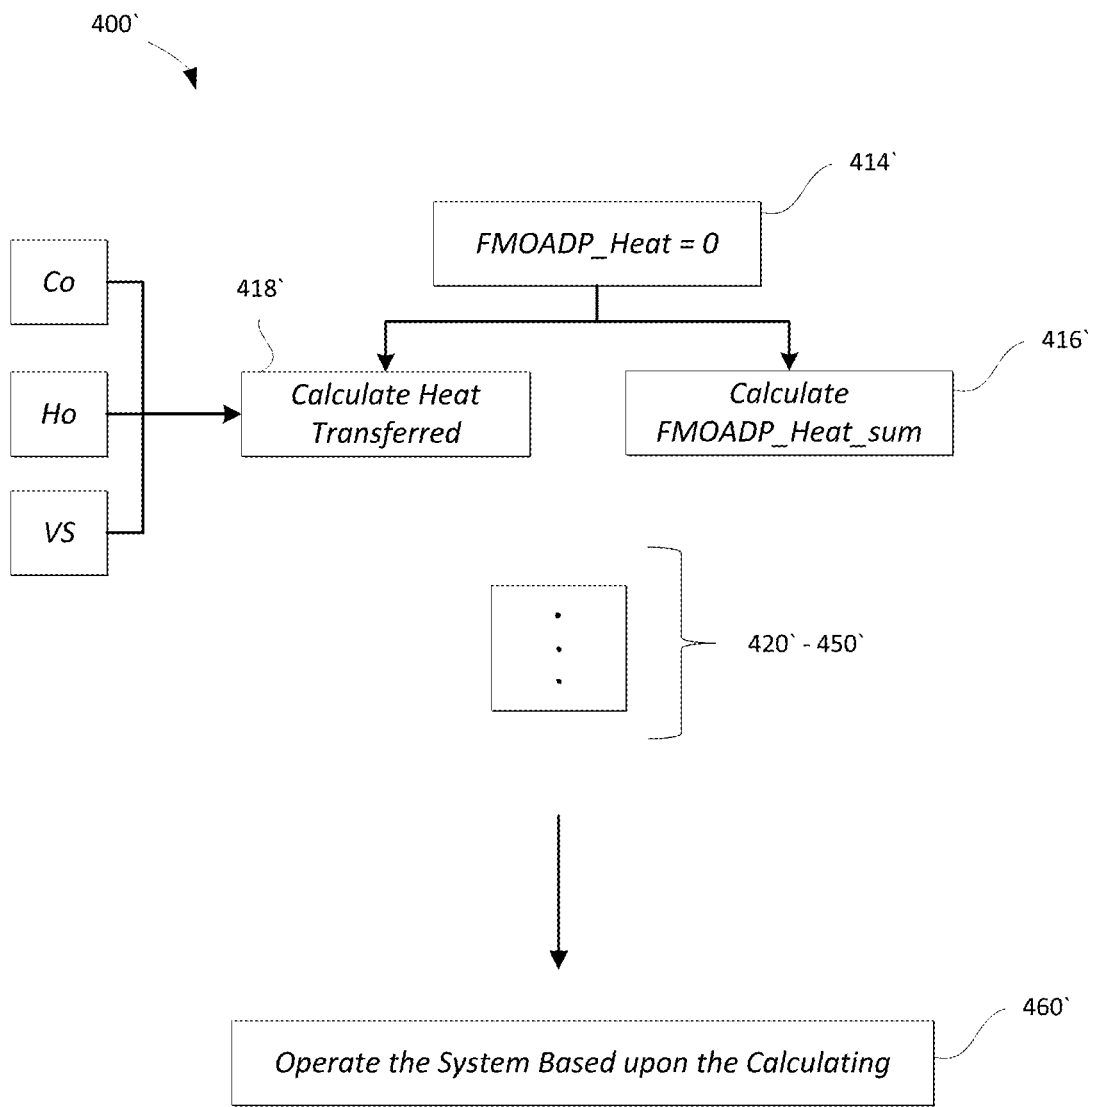 400`
414`
FMOADP_Heat = 0
Co
418`
416`
Ho
Calculate Heat
Transferred
Calculate
FMOADP_Heat_sum
VS
420` - 450`
460`
Operate the System Based upon the Calculating